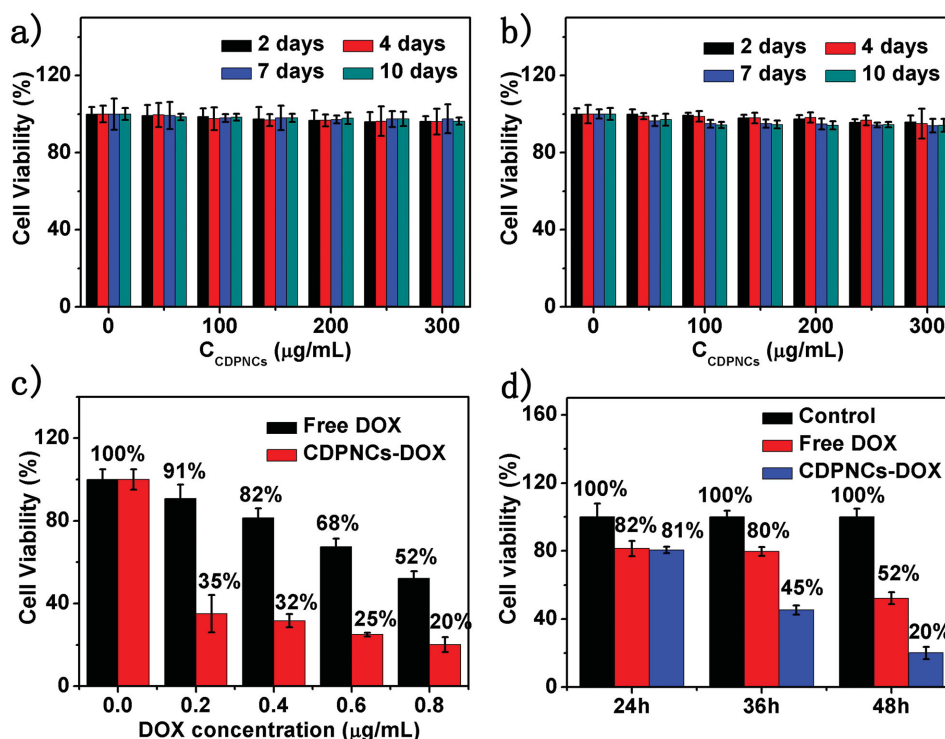 a)
2 days 4 days
7 days 10 days
Cell Viability (%)
120
80
40
0
0 100 200 300
C_CDPNCs (μg/mL)
b)
2 days 4 days
7 days 10 days
Cell Viability (%)
120
80
40
0
0 100 200 300
C_CDPNCs (μg/mL)
c)
Free DOX
CDPNCs-DOX
Cell Viability (%)
120
80
40
0
100%
91%
82%
68%
52%
35%
32%
25%
20%
0.0 0.2 0.4 0.6 0.8
DOX concentration (μg/mL)
d)
Control
Free DOX
CDPNCs-DOX
Cell viability (%)
160
120
80
40
0
100% 100% 100%
82% 81% 80%
45%
52%
20%
24h 36h 48h